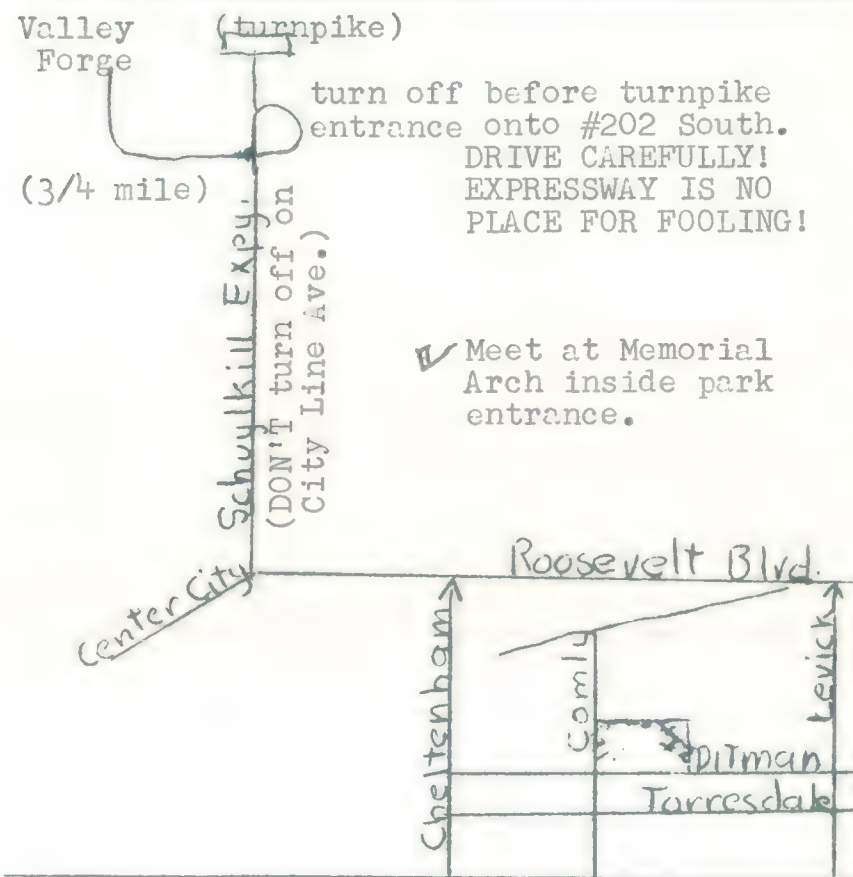 Valley
Forge
(turnpike)
turn off before turnpike
entrance onto #202 South.
DRIVE CAREFULLY!
EXPRESSWAY IS NO
PLACE FOR FOOLING!
(3/4 mile)
Schuylkill Expy.
(DON'T turn off on
City Line Ave.)
Meet at Memorial
Arch inside park
entrance.
Center City
Roosevelt Blvd.
Cheltenham
Comly
Levick
Ditman
Torresdale